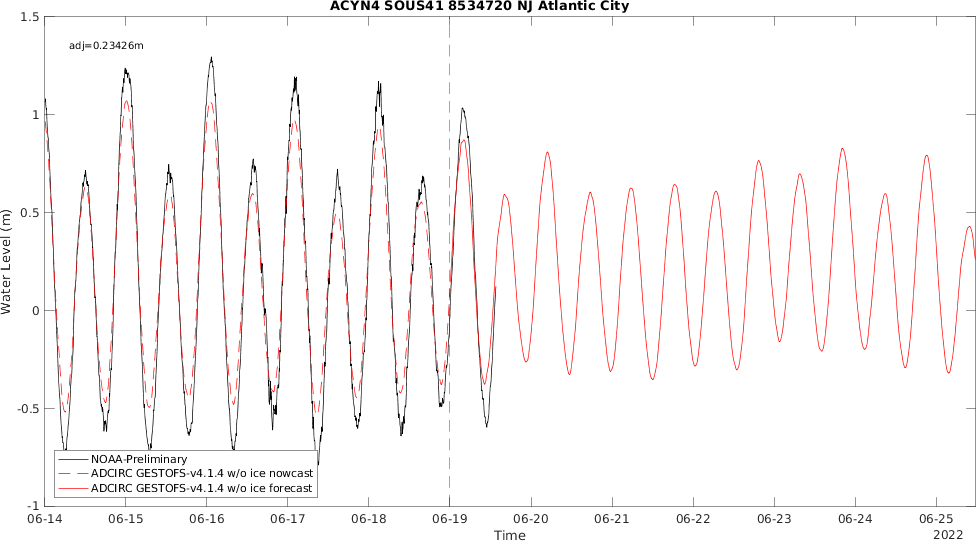 ACYN4 SOUS41 8534720 NJ Atlantic City
adj=0.23426m
Water Level (m)
1.5
1
0.5
0
-0.5
-1
NOAA-Preliminary
ADCIRC GESTOFS-v4.1.4 w/o ice nowcast
ADCIRC GESTOFS-v4.1.4 w/o ice forecast
06-14 06-15 06-16 06-17 06-18 06-19 06-20 06-21 06-22 06-23 06-24 06-25
Time
2022